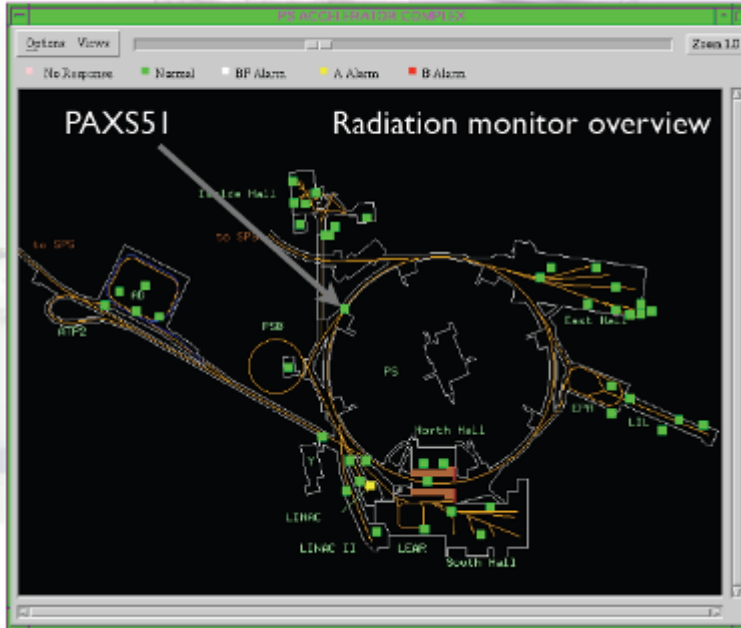 PS ACCELERATOR COMPLEX
Options Views
Zoom 1.0
No Response Normal BP Alarm A Alarm B Alarm
PAXS51 Radiation monitor overview
Isolde Hall
to SPS
to SPS
AD
ATP2
East Hall
PSB
PS
EPA
LIL
North Hall
Y
LINAC
LINAC II
LEAR
South Hall